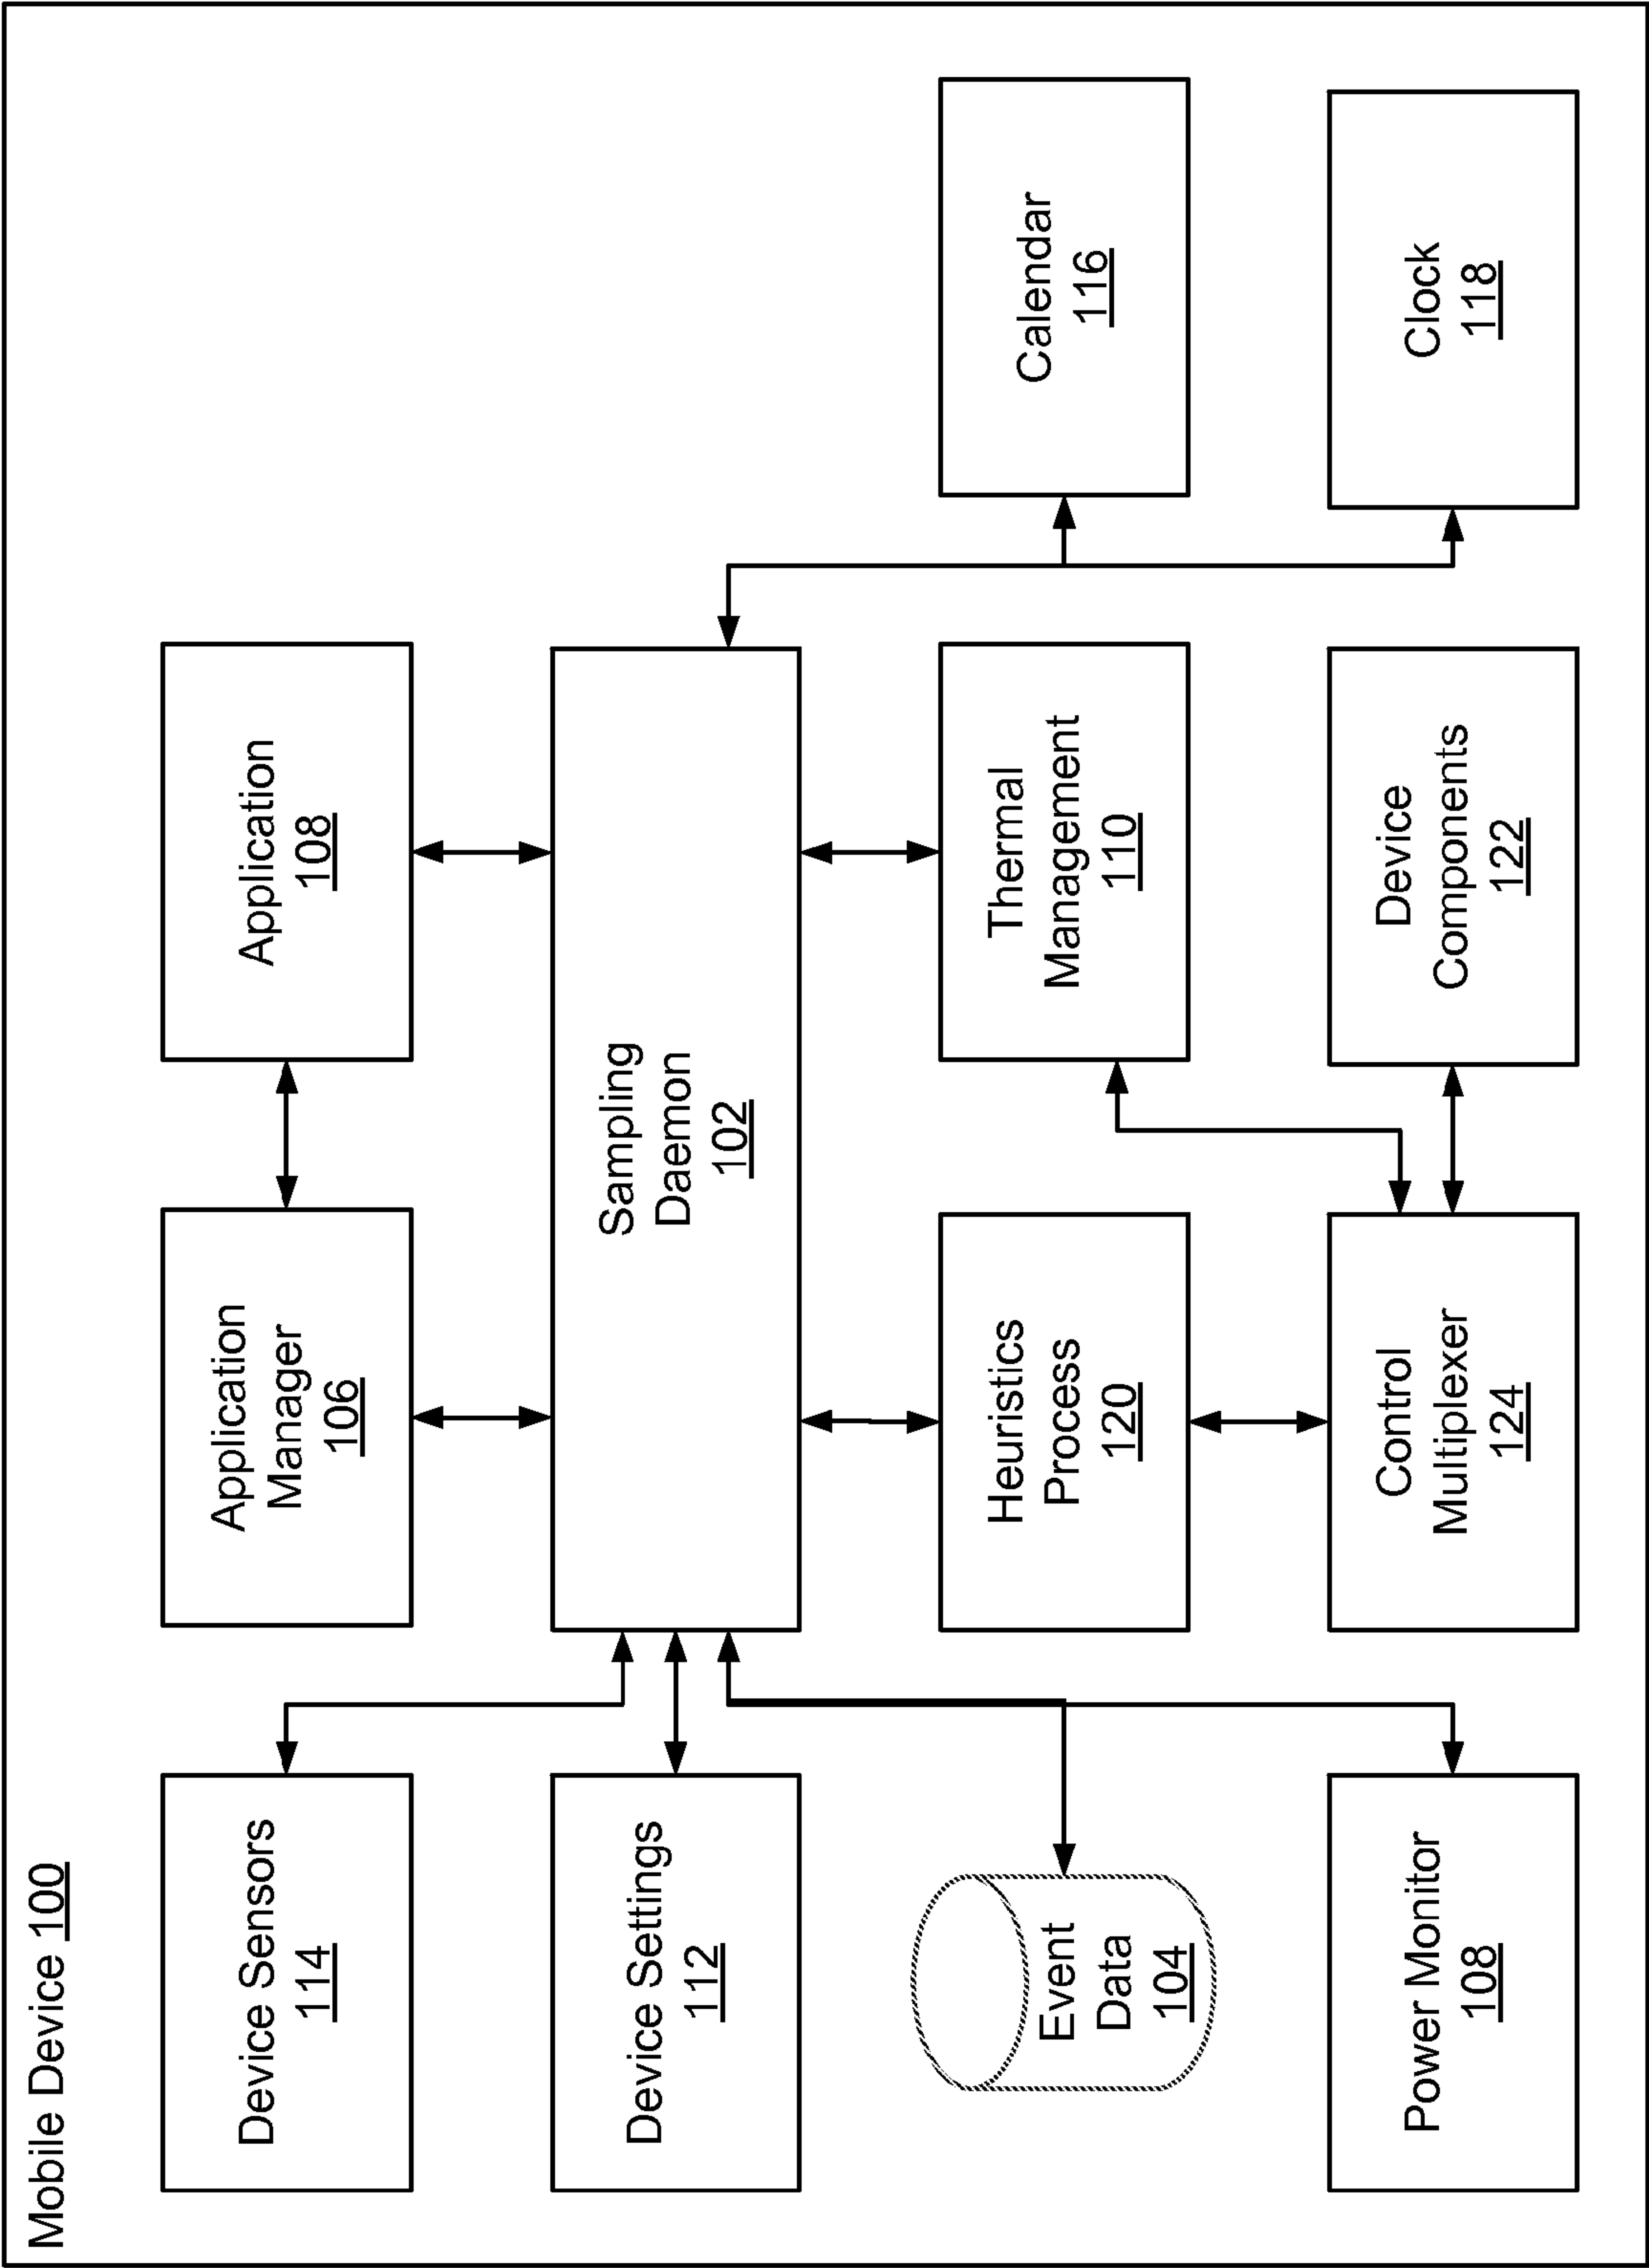 Mobile Device 100
Device Sensors
114
Application
Manager
106
Application
108
Device Settings
112
Sampling
Daemon
102
Event
Data
104
Heuristics
Process
120
Thermal
Management
110
Calendar
116
Power Monitor
108
Control
Multiplexer
124
Device
Components
122
Clock
118